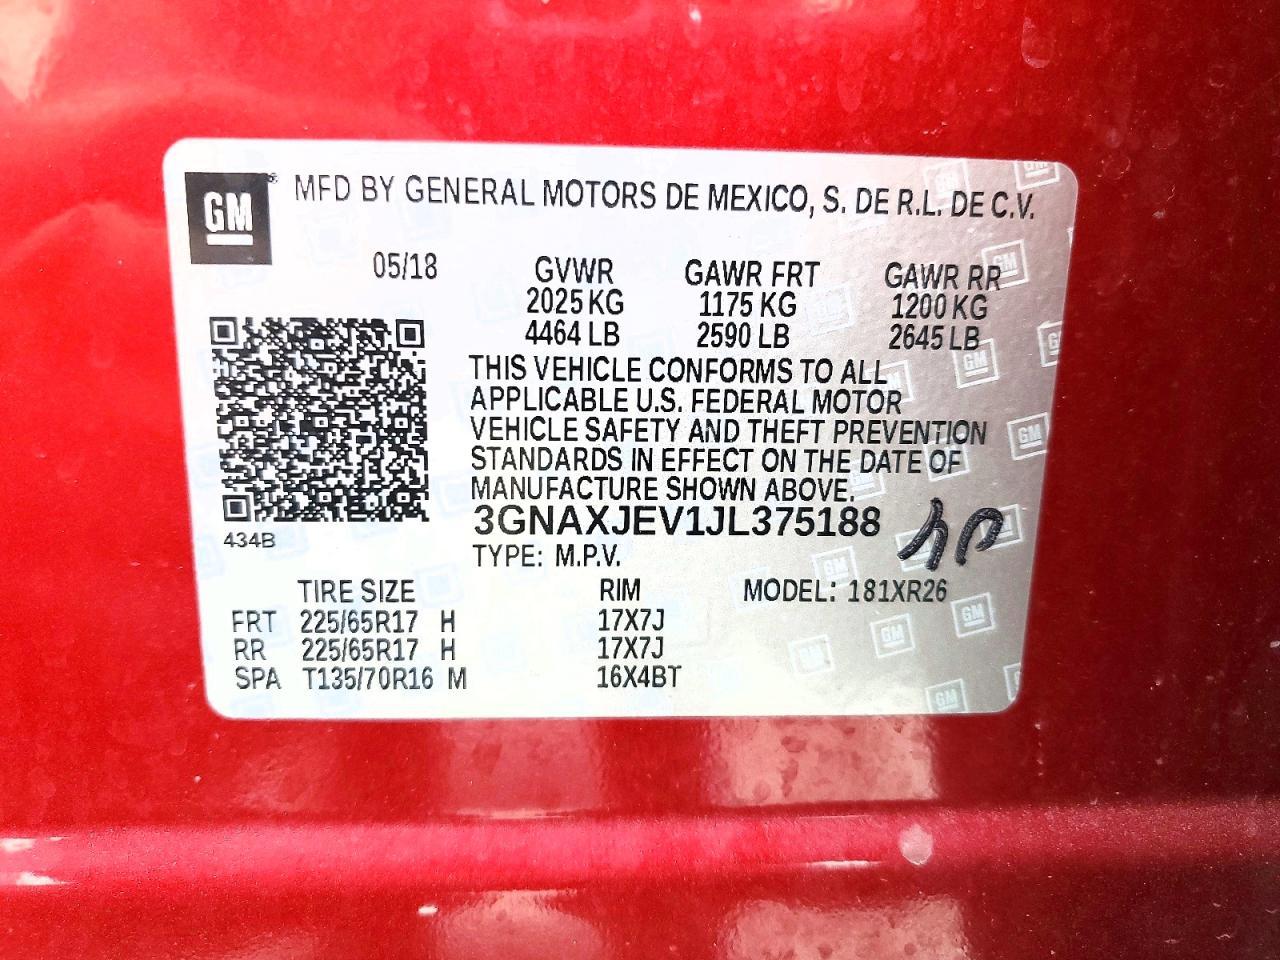 GM
MFD BY GENERAL MOTORS DE MEXICO, S. DE R.L. DE C.V.
05/18 GVWR GAWR FRT GAWR RR
2025 KG 1175 KG 1200 KG
4464 LB 2590 LB 2645 LB
THIS VEHICLE CONFORMS TO ALL
APPLICABLE U.S. FEDERAL MOTOR
VEHICLE SAFETY AND THEFT PREVENTION
STANDARDS IN EFFECT ON THE DATE OF
MANUFACTURE SHOWN ABOVE.
3GNAXJEV1JL375188
434B
TYPE: M.P.V.
TIRE SIZE RIM MODEL: 181XR26
FRT 225/65R17 H 17X7J
RR 225/65R17 H 17X7J
SPA T135/70R16 M 16X4BT